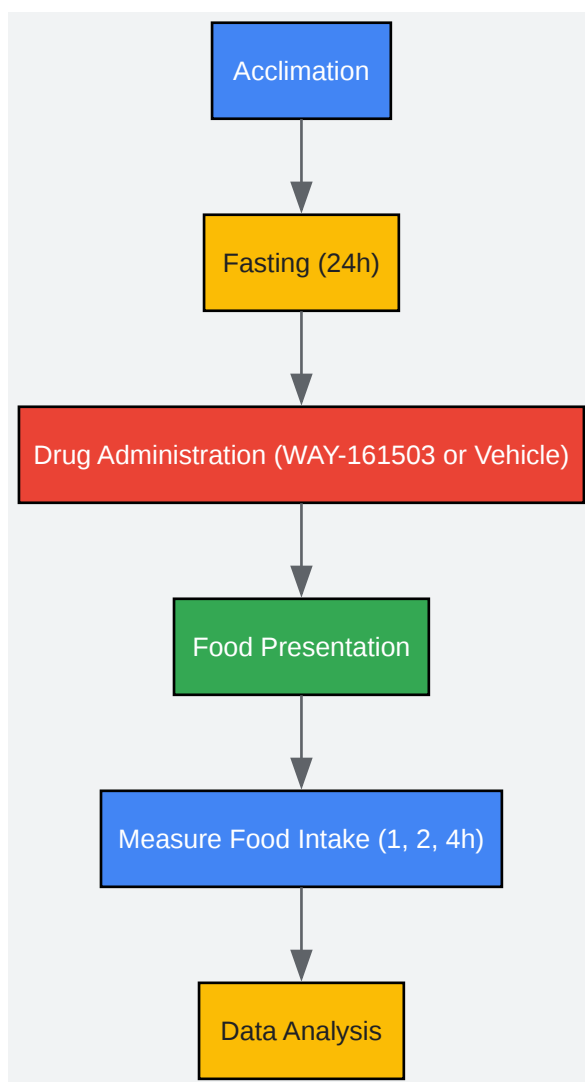 Acclimation
Fasting (24h)
Drug Administration (WAY-161503 or Vehicle)
Food Presentation
Measure Food Intake (1, 2, 4h)
Data Analysis